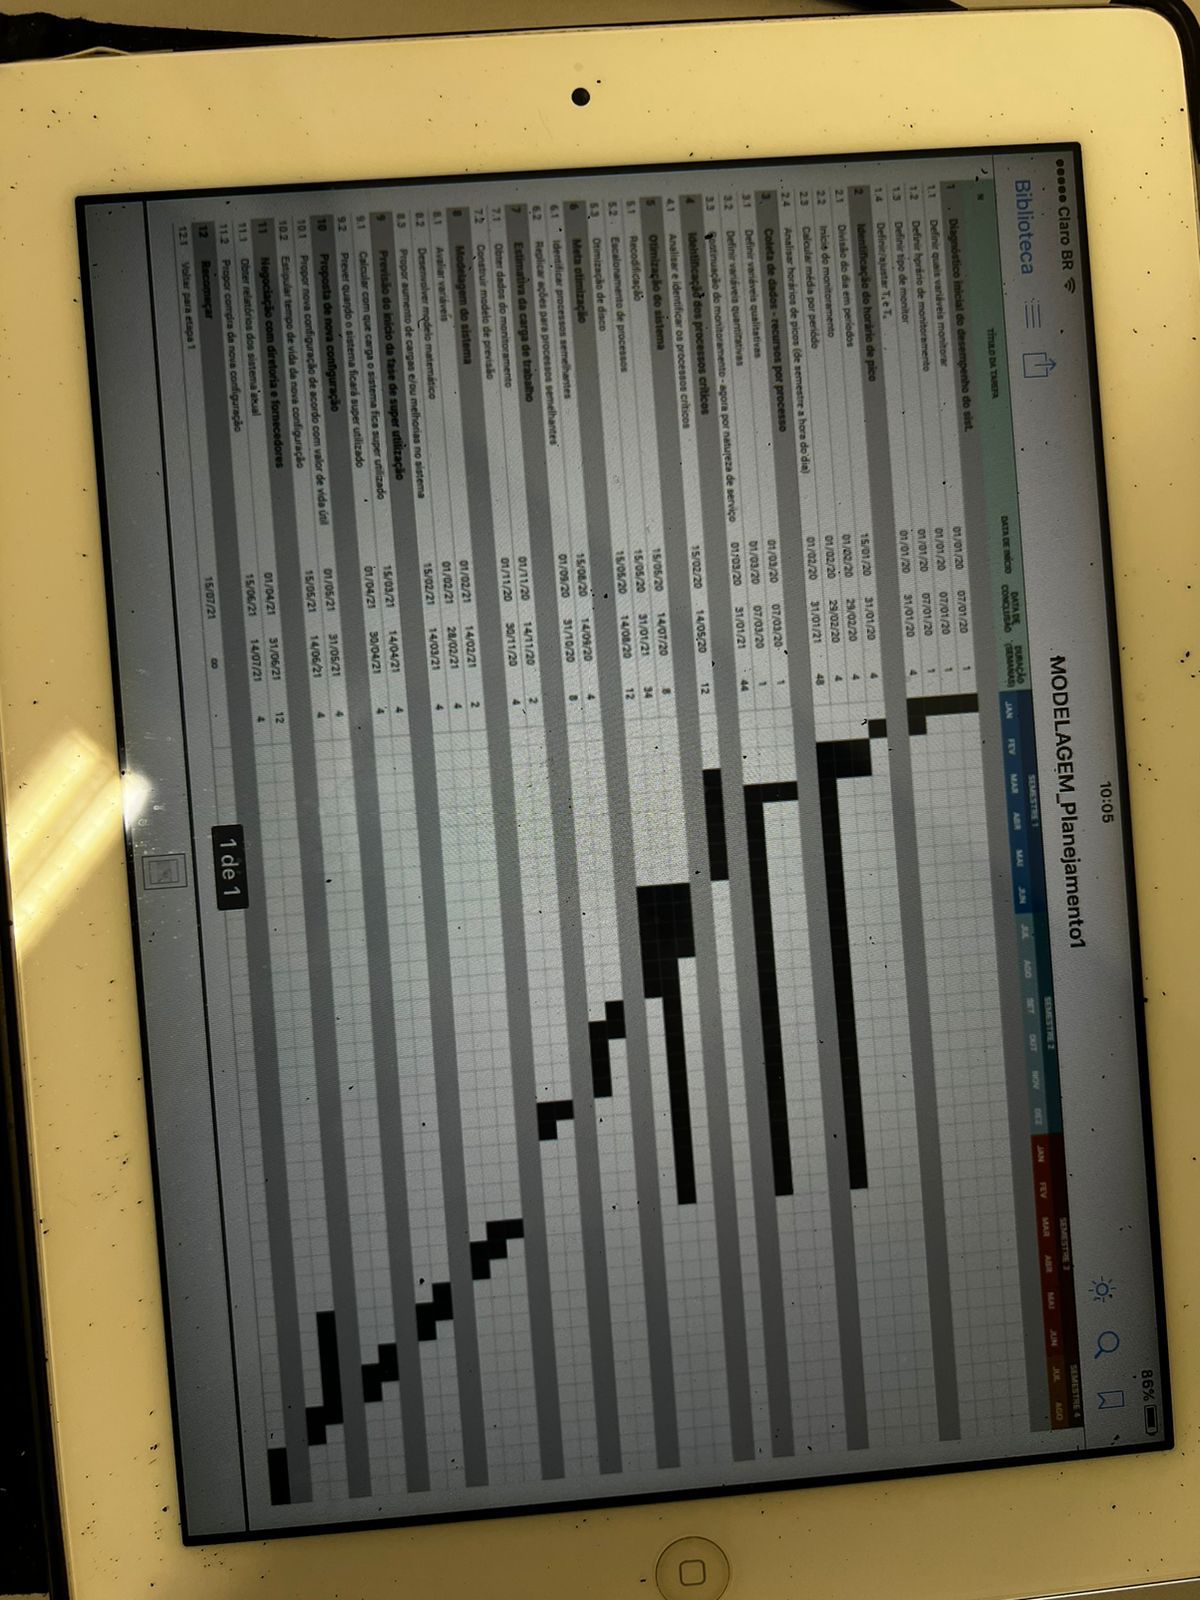 86%
●●●●● Claro BR 10:05
Biblioteca MODELAGEM_Planejamento1
SEMESTRE 1 SEMESTRE 2 SEMESTRE 3 SEMESTRE 4
N TÍTULO DA TAREFA DATA DE INÍCIO DATA DE CONCLUSÃO DURAÇÃO (SEMANAS) JAN FEV MAR ABR MAI JUN JUL AGO SET OUT NOV DEZ JAN FEV MAR ABR MAI JUN JUL AGO
1 Diagnóstico inicial do desempenho do sist.
1.1 Definir quais variáveis monitorar 01/01/20 07/01/20 1
1.2 Definir horário de monitoramento 01/01/20 07/01/20 1
1.3 Definir tipo de monitor 01/01/20 07/01/20 1
1.4 Definir/ajustar 01/01/20 31/01/20 4
2 Identificação do horário de pico
2.1 Divisão do dia em períodos 15/01/20 31/01/20 4
2.2 Início do monitoramento 01/02/20 29/02/20 4
2.3 Calcular média por período 01/02/20 29/02/20 4
2.4 Analisar horários de picos (de semestre a hora do dia) 01/02/20 31/01/21 48
3 Coleta de dados - recursos por processo
3.1 Definir variáveis qualitativas 01/03/20 07/03/20 1
3.2 Definir variáveis quantitativas 01/03/20 07/03/20 1
3.3 Continuação do monitoramento - agora por natureza de serviço 01/03/20 31/01/21 44
4 Identificação dos processos críticos
4.1 Analisar e identificar os processos críticos 15/02/20 14/05/20 12
5 Otimização do sistema
5.1 Recodificação 15/05/20 14/07/20 8
5.2 Escalonamento de processos 15/05/20 31/01/21 34
5.3 Otimização de disco 15/05/20 14/08/20 12
6 Meta otimização
6.1 Identificar processos semelhantes 15/08/20 14/09/20 4
6.2 Replicar ações para processos semelhantes 01/09/20 31/10/20 8
7 Estimativa da carga de trabalho
7.1 Obter dados do monitoramento 01/11/20 14/11/20 2
7.2 Construir modelo de previsão 01/11/20 30/11/20 4
8 Modelagem do sistema
8.1 Avaliar variáveis 01/02/21 14/02/21 2
8.2 Desenvolver modelo matemático 01/02/21 28/02/21 4
8.3 Propor aumento de cargas e/ou melhorias no sistema 15/02/21 14/03/21 4
9 Previsão do início da fase de super utilização
9.1 Calcular com que carga o sistema fica super utilizado 15/03/21 14/04/21 4
9.2 Prever quando o sistema ficará super utilizado 01/04/21 30/04/21 4
10 Proposta de nova configuração
10.1 Propor nova configuração de acordo com valor de vida útil 01/05/21 31/05/21 4
10.2 Estipular tempo de vida da nova configuração 15/05/21 14/06/21 4
11 Negociação com diretoria e fornecedores
11.1 Obter relatórios dos sistema atual 01/04/21 31/06/21 12
11.2 Propor compra da nova configuração 15/06/21 14/07/21 4
12 Recomeçar
12.1 Voltar para etapa 1 15/07/21 ∞
1 de 1